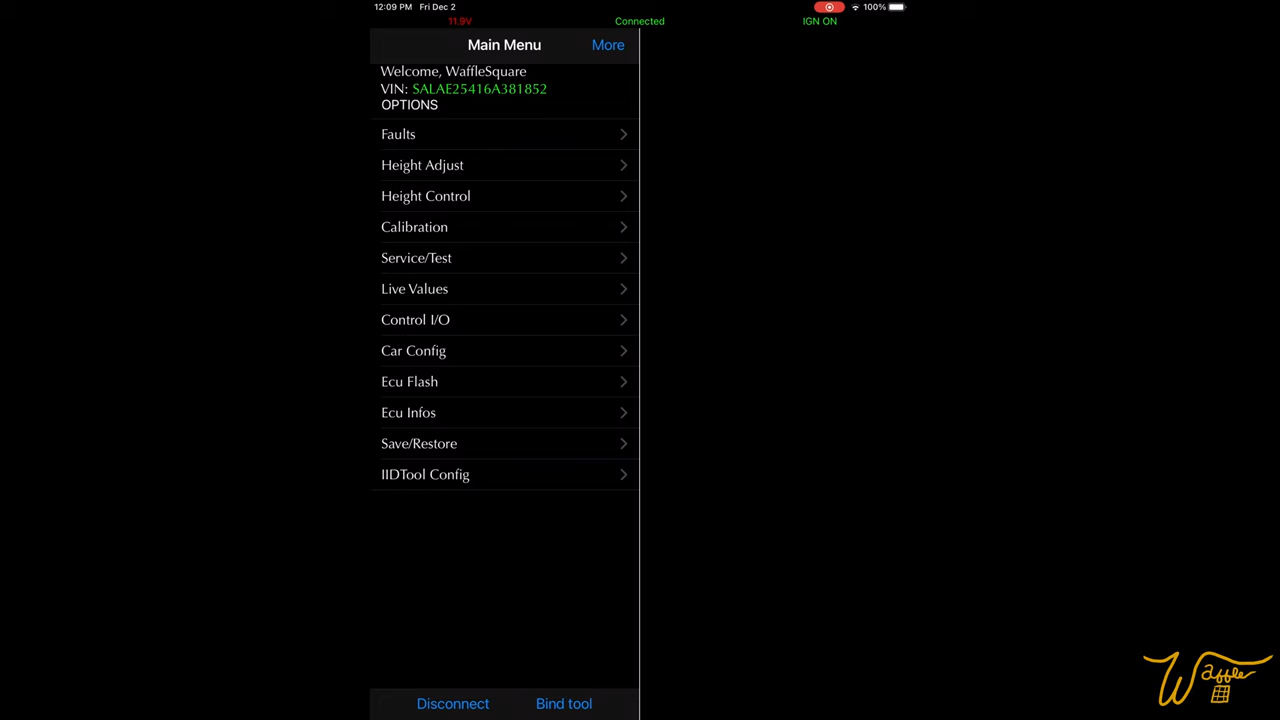 12:09 PM Fri Dec 2 100%
11.9V Connected IGN ON
Main Menu More
Welcome, WaffleSquare
VIN: SALAE25416A381852
OPTIONS
Faults
Height Adjust
Height Control
Calibration
Service/Test
Live Values
Control I/O
Car Config
Ecu Flash
Ecu Infos
Save/Restore
IIDTool Config
Disconnect Bind tool
Waffle